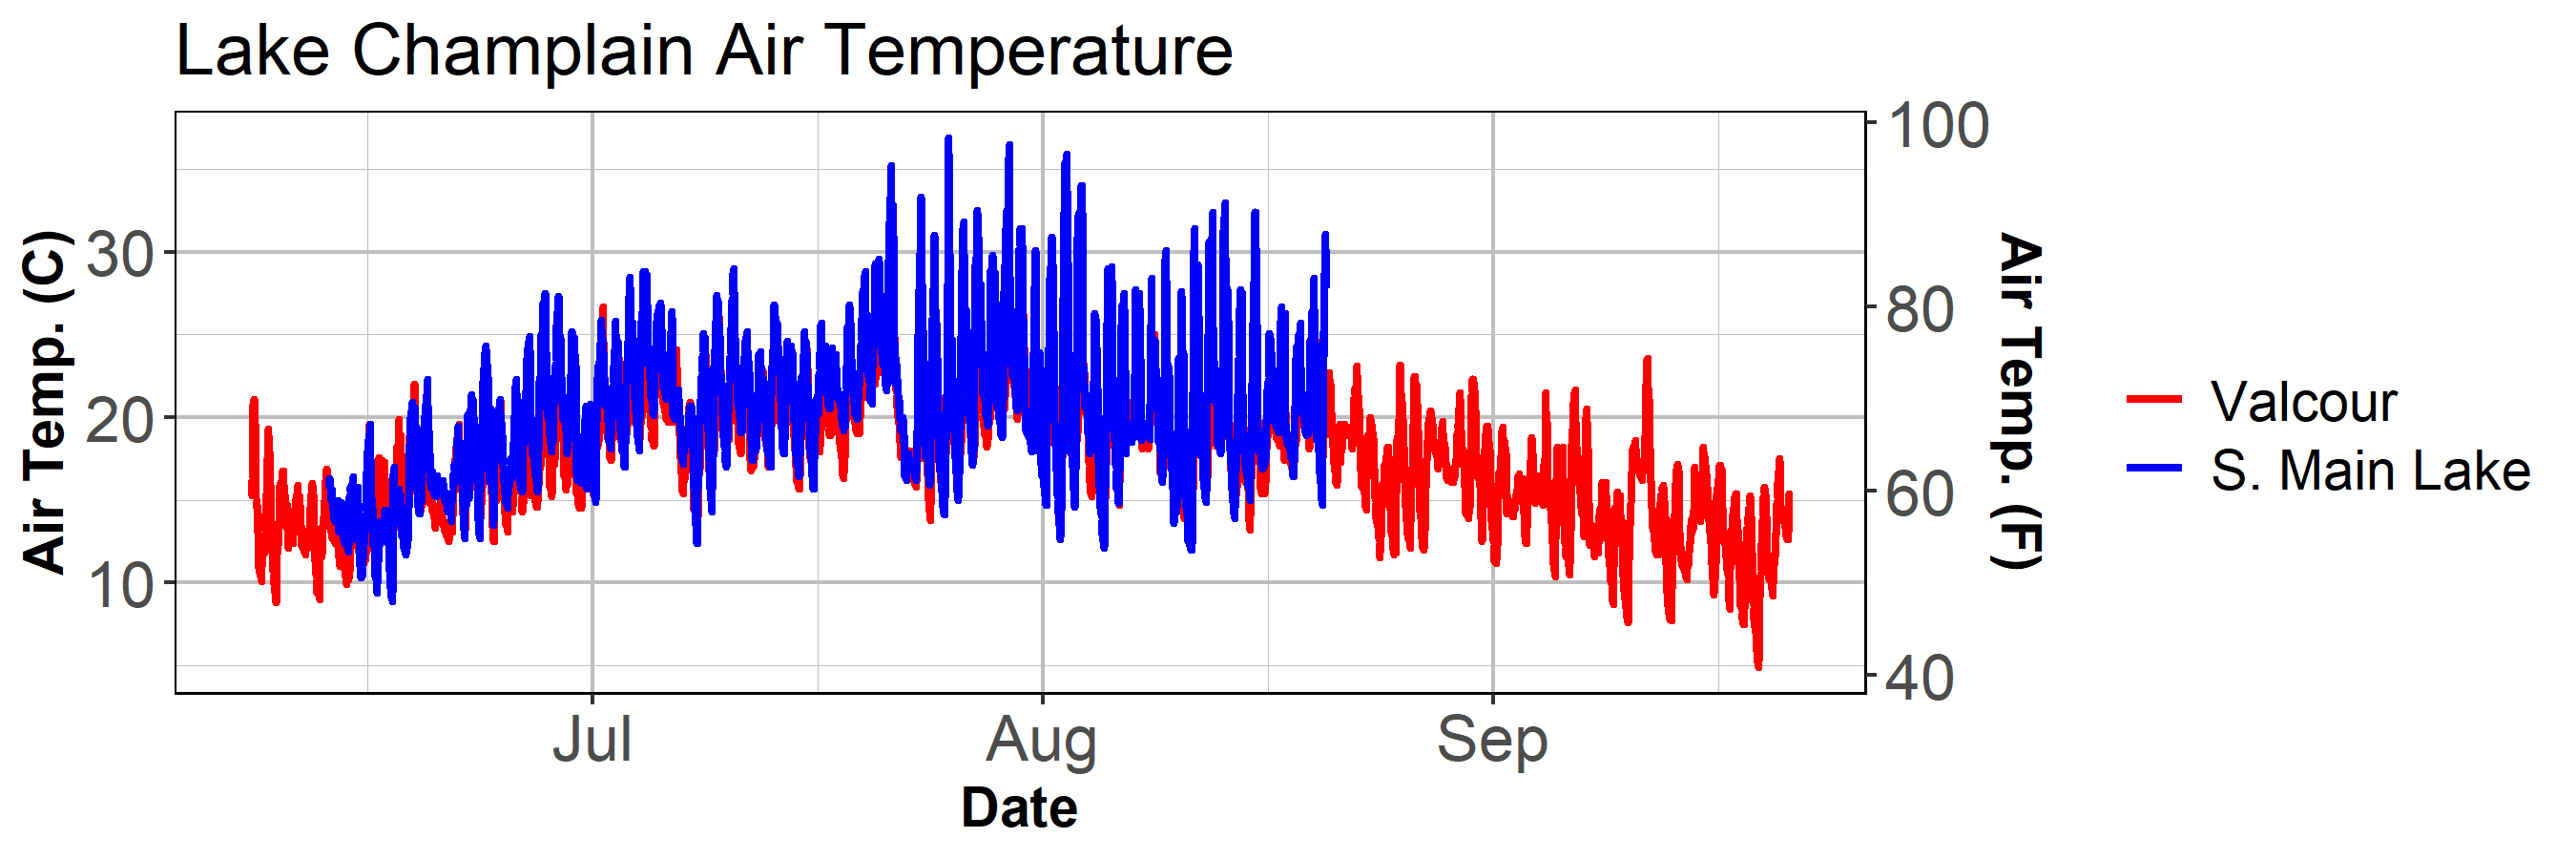 Lake Champlain Air Temperature
Air Temp. (C)
30
20
10
100
80
60
40
Air Temp. (F)
Jul
Aug
Sep
Date
Valcour
S. Main Lake